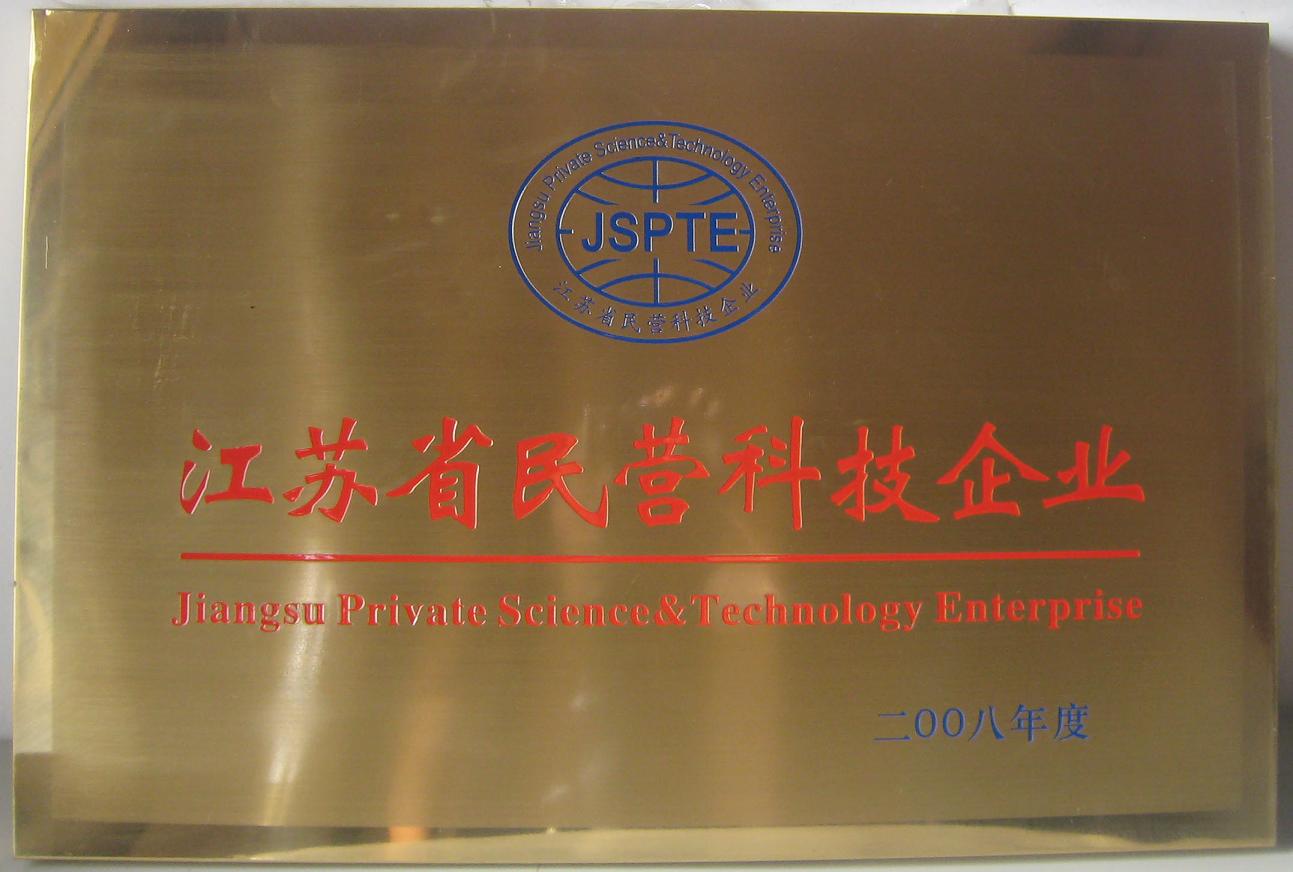 Jiangsu Private Science&Technology Enterprise
JSPTE
江苏省民营科技企业
江苏省民营科技企业
Jiangsu Private Science&Technology Enterprise
二00八年度